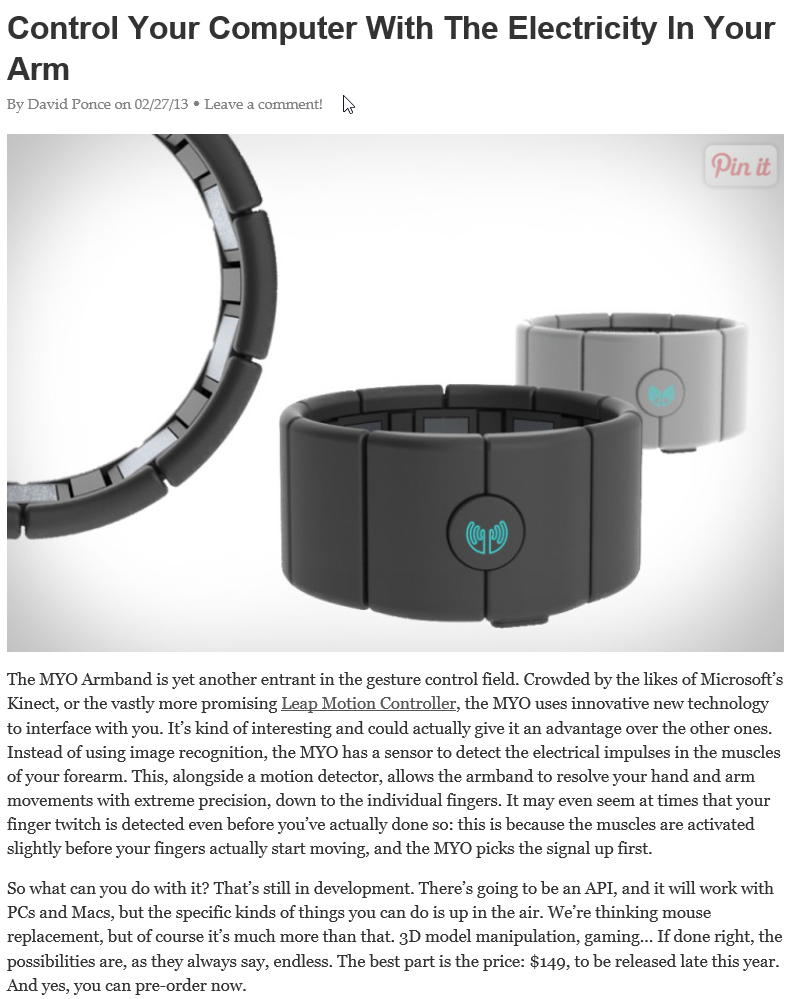 Control Your Computer With The Electricity In Your
Arm
By David Ponce on 02/27/13 • Leave a comment!
Pin it
The MYO Armband is yet another entrant in the gesture control field. Crowded by the likes of Microsoft's
Kinect, or the vastly more promising Leap Motion Controller, the MYO uses innovative new technology
to interface with you. It's kind of interesting and could actually give it an advantage over the other ones.
Instead of using image recognition, the MYO has a sensor to detect the electrical impulses in the muscles
of your forearm. This, alongside a motion detector, allows the armband to resolve your hand and arm
movements with extreme precision, down to the individual fingers. It may even seem at times that your
finger twitch is detected even before you've actually done so: this is because the muscles are activated
slightly before your fingers actually start moving, and the MYO picks the signal up first.
So what can you do with it? That's still in development. There's going to be an API, and it will work with
PCs and Macs, but the specific kinds of things you can do is up in the air. We're thinking mouse
replacement, but of course it's much more than that. 3D model manipulation, gaming... If done right, the
possibilities are, as they always say, endless. The best part is the price: $149, to be released late this year.
And yes, you can pre-order now.